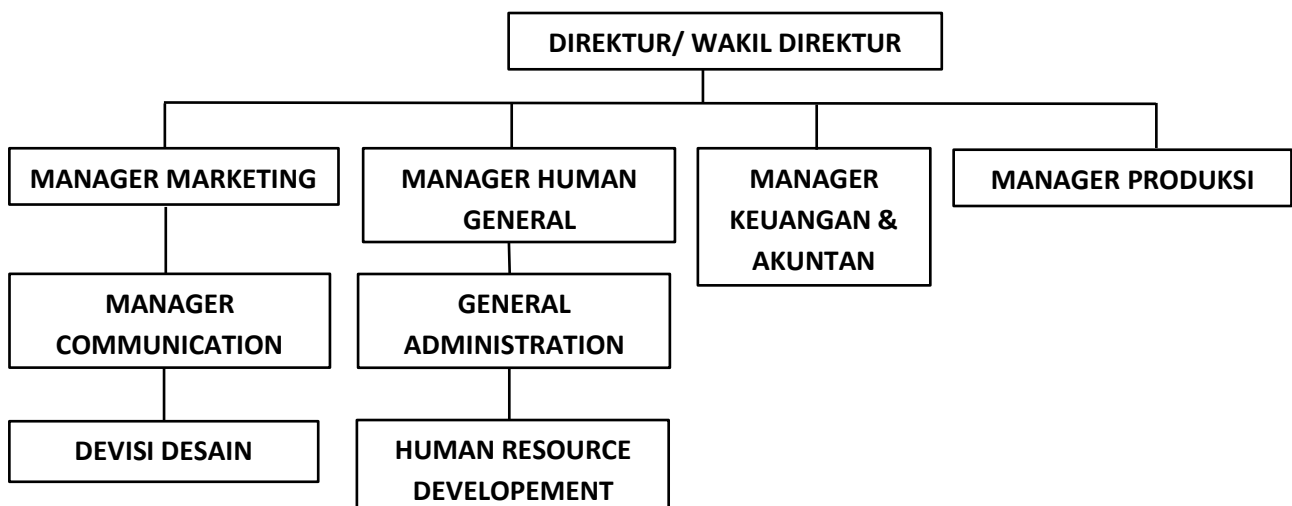 DIREKTUR/ WAKIL DIREKTUR
MANAGER MARKETING
MANAGER HUMAN
GENERAL
MANAGER
KEUANGAN &
AKUNTAN
MANAGER PRODUKSI
MANAGER
COMMUNICATION
GENERAL
ADMINISTRATION
DEVISI DESAIN
HUMAN RESOURCE
DEVELOPEMENT